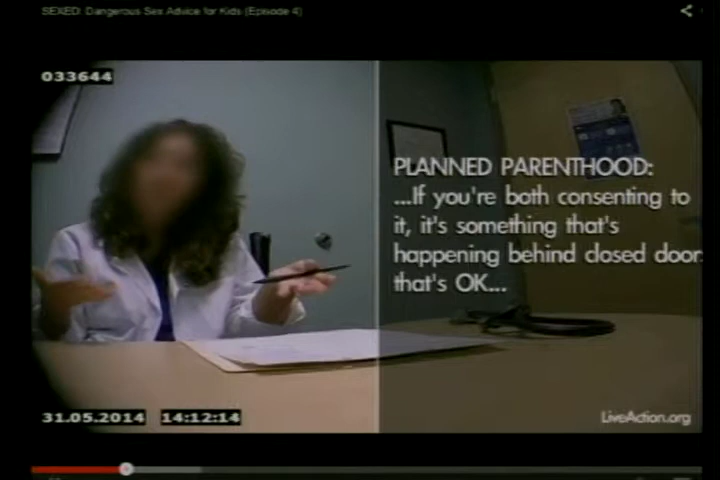 SEXED: Dangerous Sex Advice for Kids (Episode 4)
033644
PLANNED PARENTHOOD:
...If you're both consenting to
it, it's something that's
happening behind closed door
that's OK...
31.05.2014 14:12:14
LiveAction.org